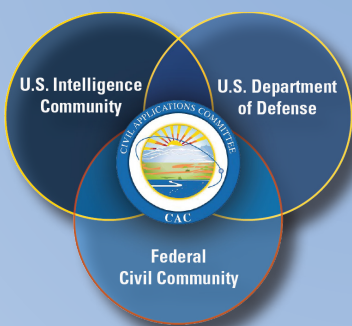 U.S. Intelligence
Community
U.S. Department
of Defense
CIVIL APPLICATIONS COMMITTEE
CAC
Federal
Civil Community